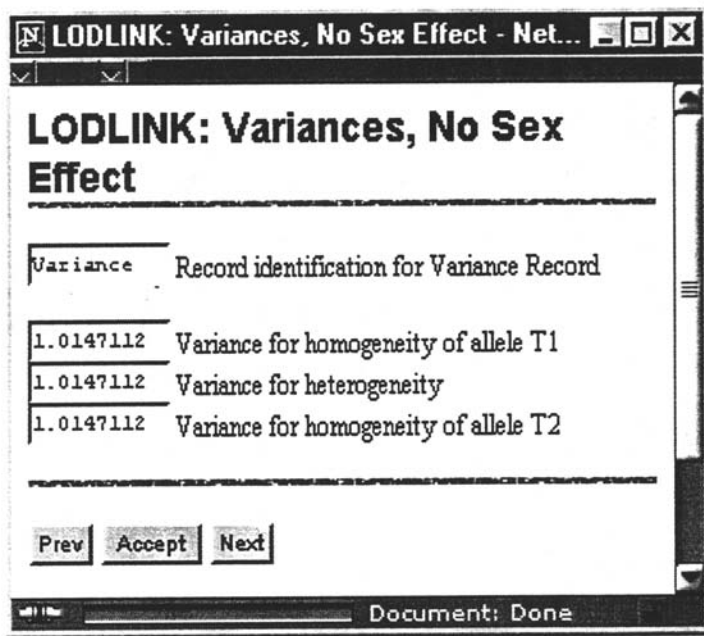 N LODLINK: Variances, No Sex Effect - Net...
LODLINK: Variances, No Sex
Effect
Variance Record identification for Variance Record
1.0147112 Variance for homogeneity of allele T1
1.0147112 Variance for heterogeneity
1.0147112 Variance for homogeneity of allele T2
Prev Accept Next
Document: Done